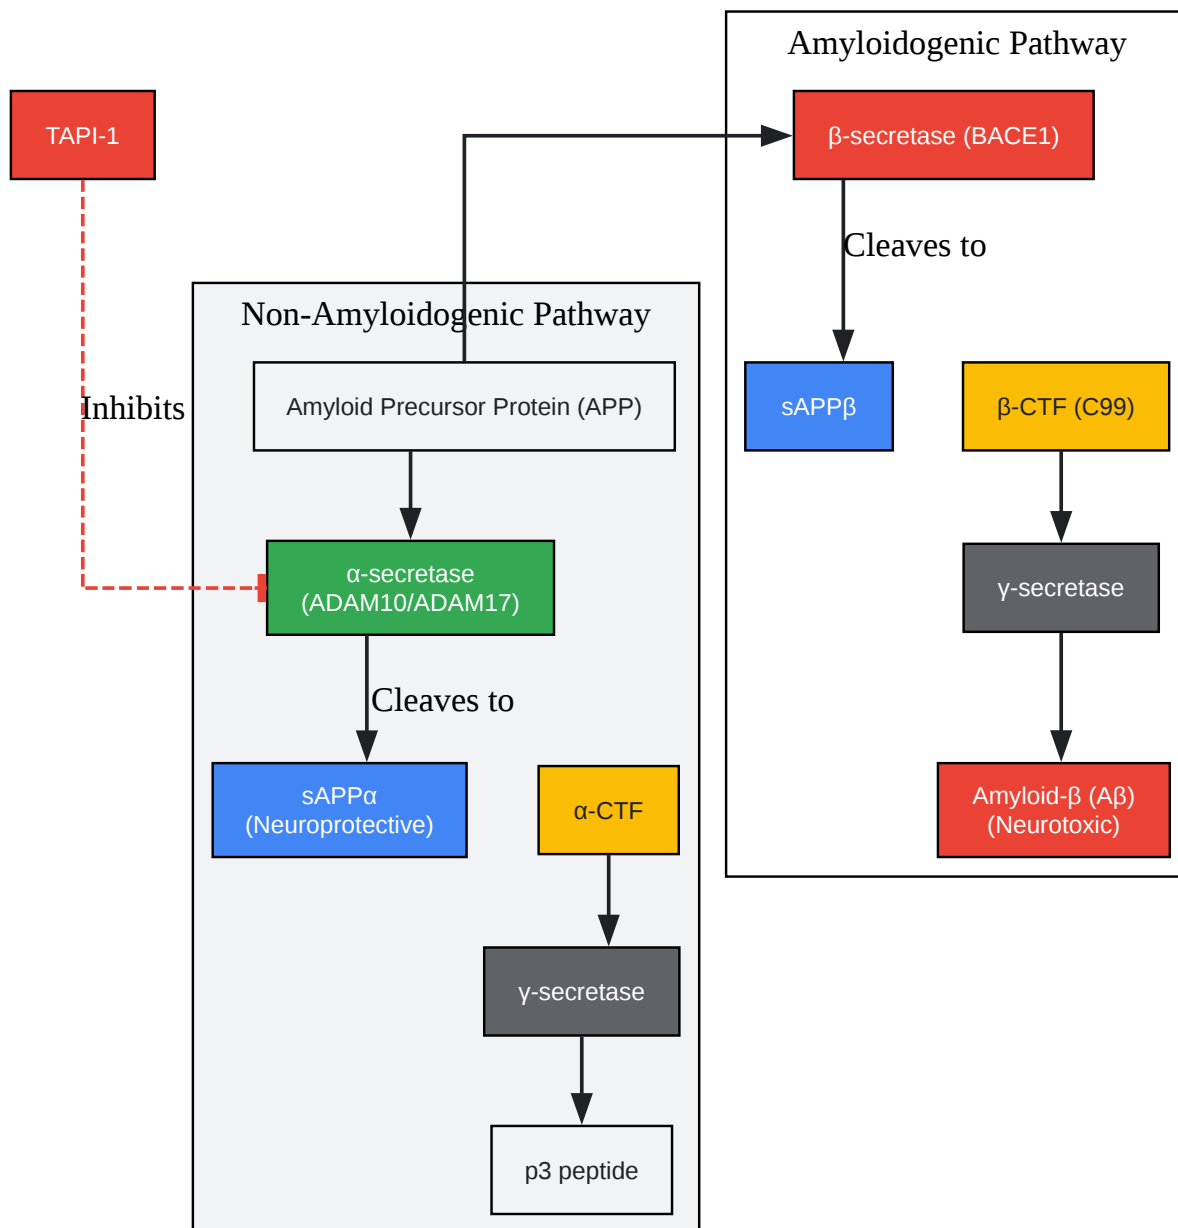 Amyloidogenic Pathway
TAPI-1
β-secretase (BACE1)
Cleaves to
Non-Amyloidogenic Pathway
Inhibits
Amyloid Precursor Protein (APP)
sAPPβ
β-CTF (C99)
α-secretase
(ADAM10/ADAM17)
γ-secretase
Cleaves to
sAPPα
(Neuroprotective)
α-CTF
Amyloid-β (Aβ)
(Neurotoxic)
γ-secretase
p3 peptide